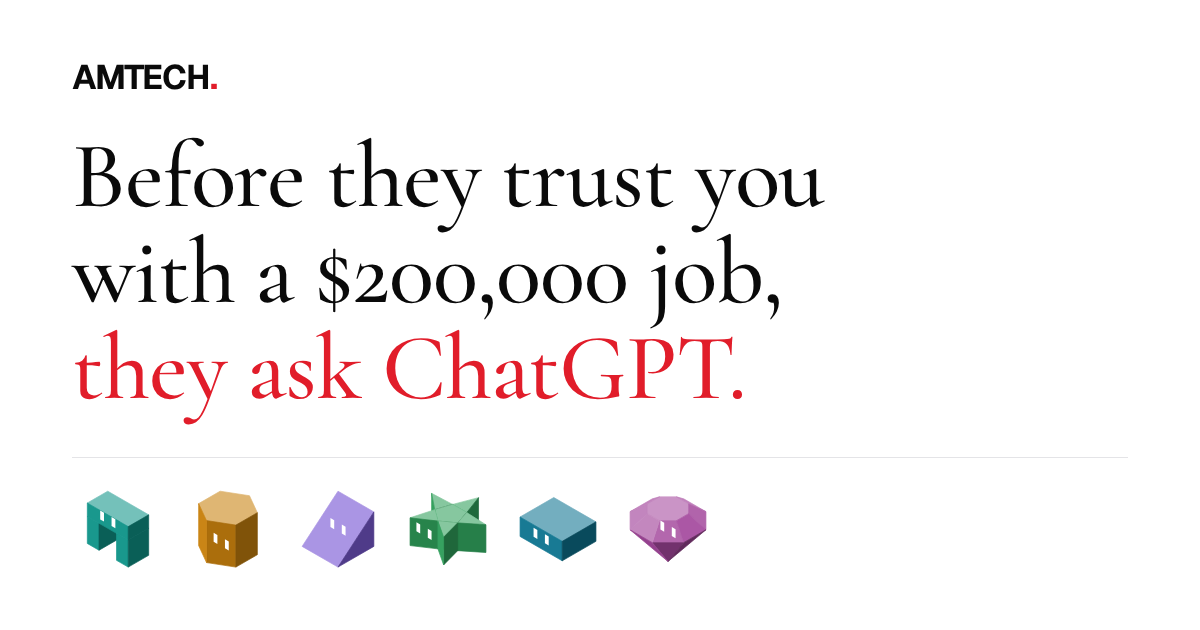 AMTECH.
Before they trust you
with a $200,000 job,
they ask ChatGPT.